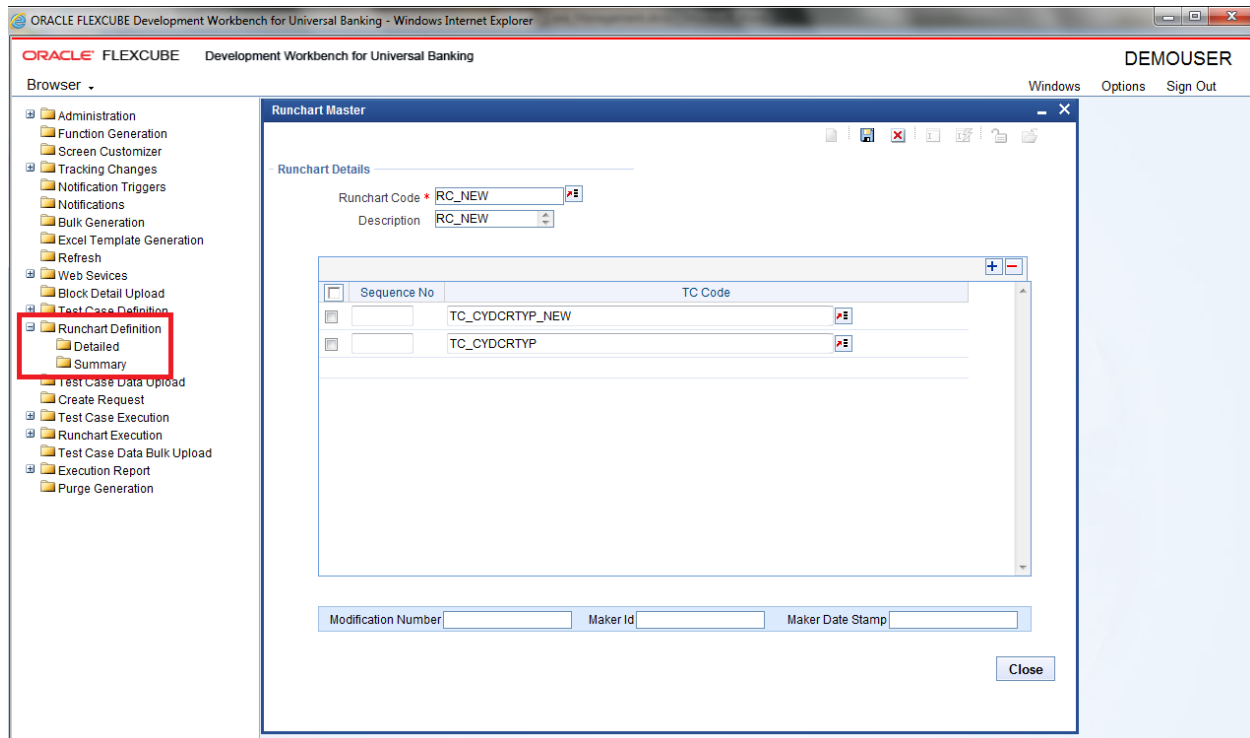 ORACLE FLEXCUBE Development Workbench for Universal Banking - Windows Internet Explorer
ORACLE FLEXCUBE Development Workbench for Universal Banking
DEMOUSER
Browser
Windows Options Sign Out
Administration
Function Generation
Screen Customizer
Tracking Changes
Notification Triggers
Notifications
Bulk Generation
Excel Template Generation
Refresh
Web Sevices
Block Detail Upload
Test Case Definition
Runchart Definition
Detailed
Summary
Test Case Data Upload
Create Request
Test Case Execution
Runchart Execution
Test Case Data Bulk Upload
Execution Report
Purge Generation
Runchart Master
Runchart Details
Runchart Code * RC_NEW
Description RC_NEW
Sequence No TC Code
TC_CYDCRTYP_NEW
TC_CYDCRTYP
Modification Number Maker Id Maker Date Stamp
Close